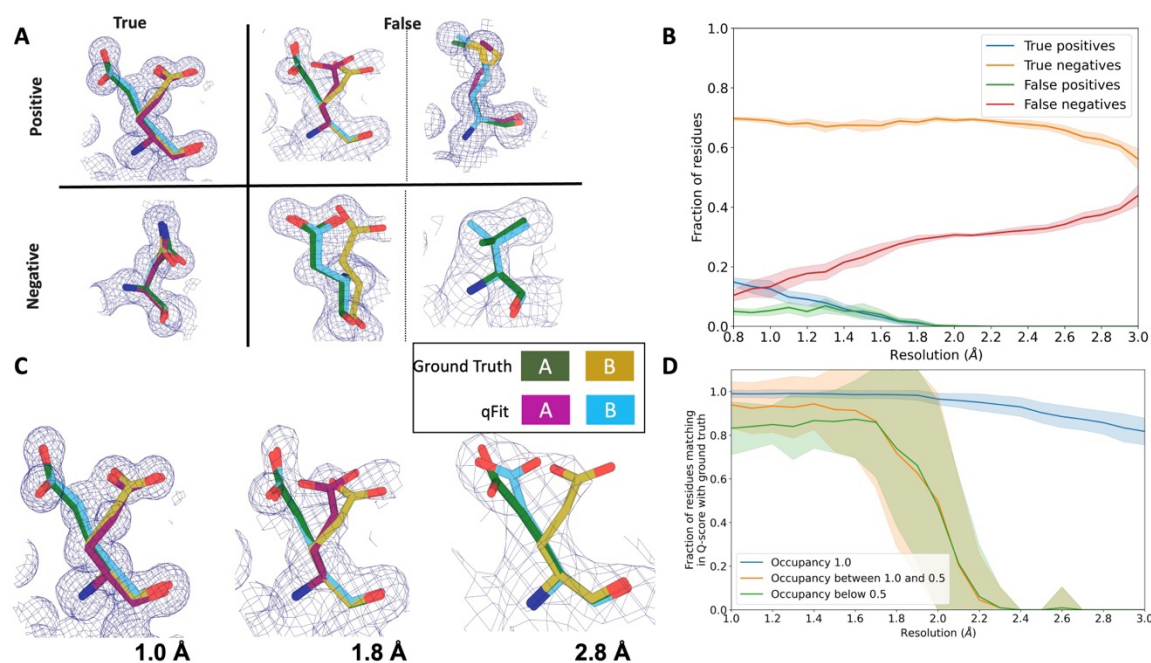 A
True
False
Positive
Negative
B
Fraction of residues
1.0
0.8
0.6
0.4
0.2
0.0
True positives
True negatives
False positives
False negatives
0.8 1.0 1.2 1.4 1.6 1.8 2.0 2.2 2.4 2.6 2.8 3.0
Resolution (Å)
C
Ground Truth A B
qFit A B
1.0 Å
1.8 Å
2.8 Å
D
Fraction of residues matching
in Q-score with ground truth
1.0
0.8
0.6
0.4
0.2
0.0
Occupancy 1.0
Occupancy between 1.0 and 0.5
Occupancy below 0.5
1.0 1.2 1.4 1.6 1.8 2.0 2.2 2.4 2.6 2.8 3.0
Resolution (Å)